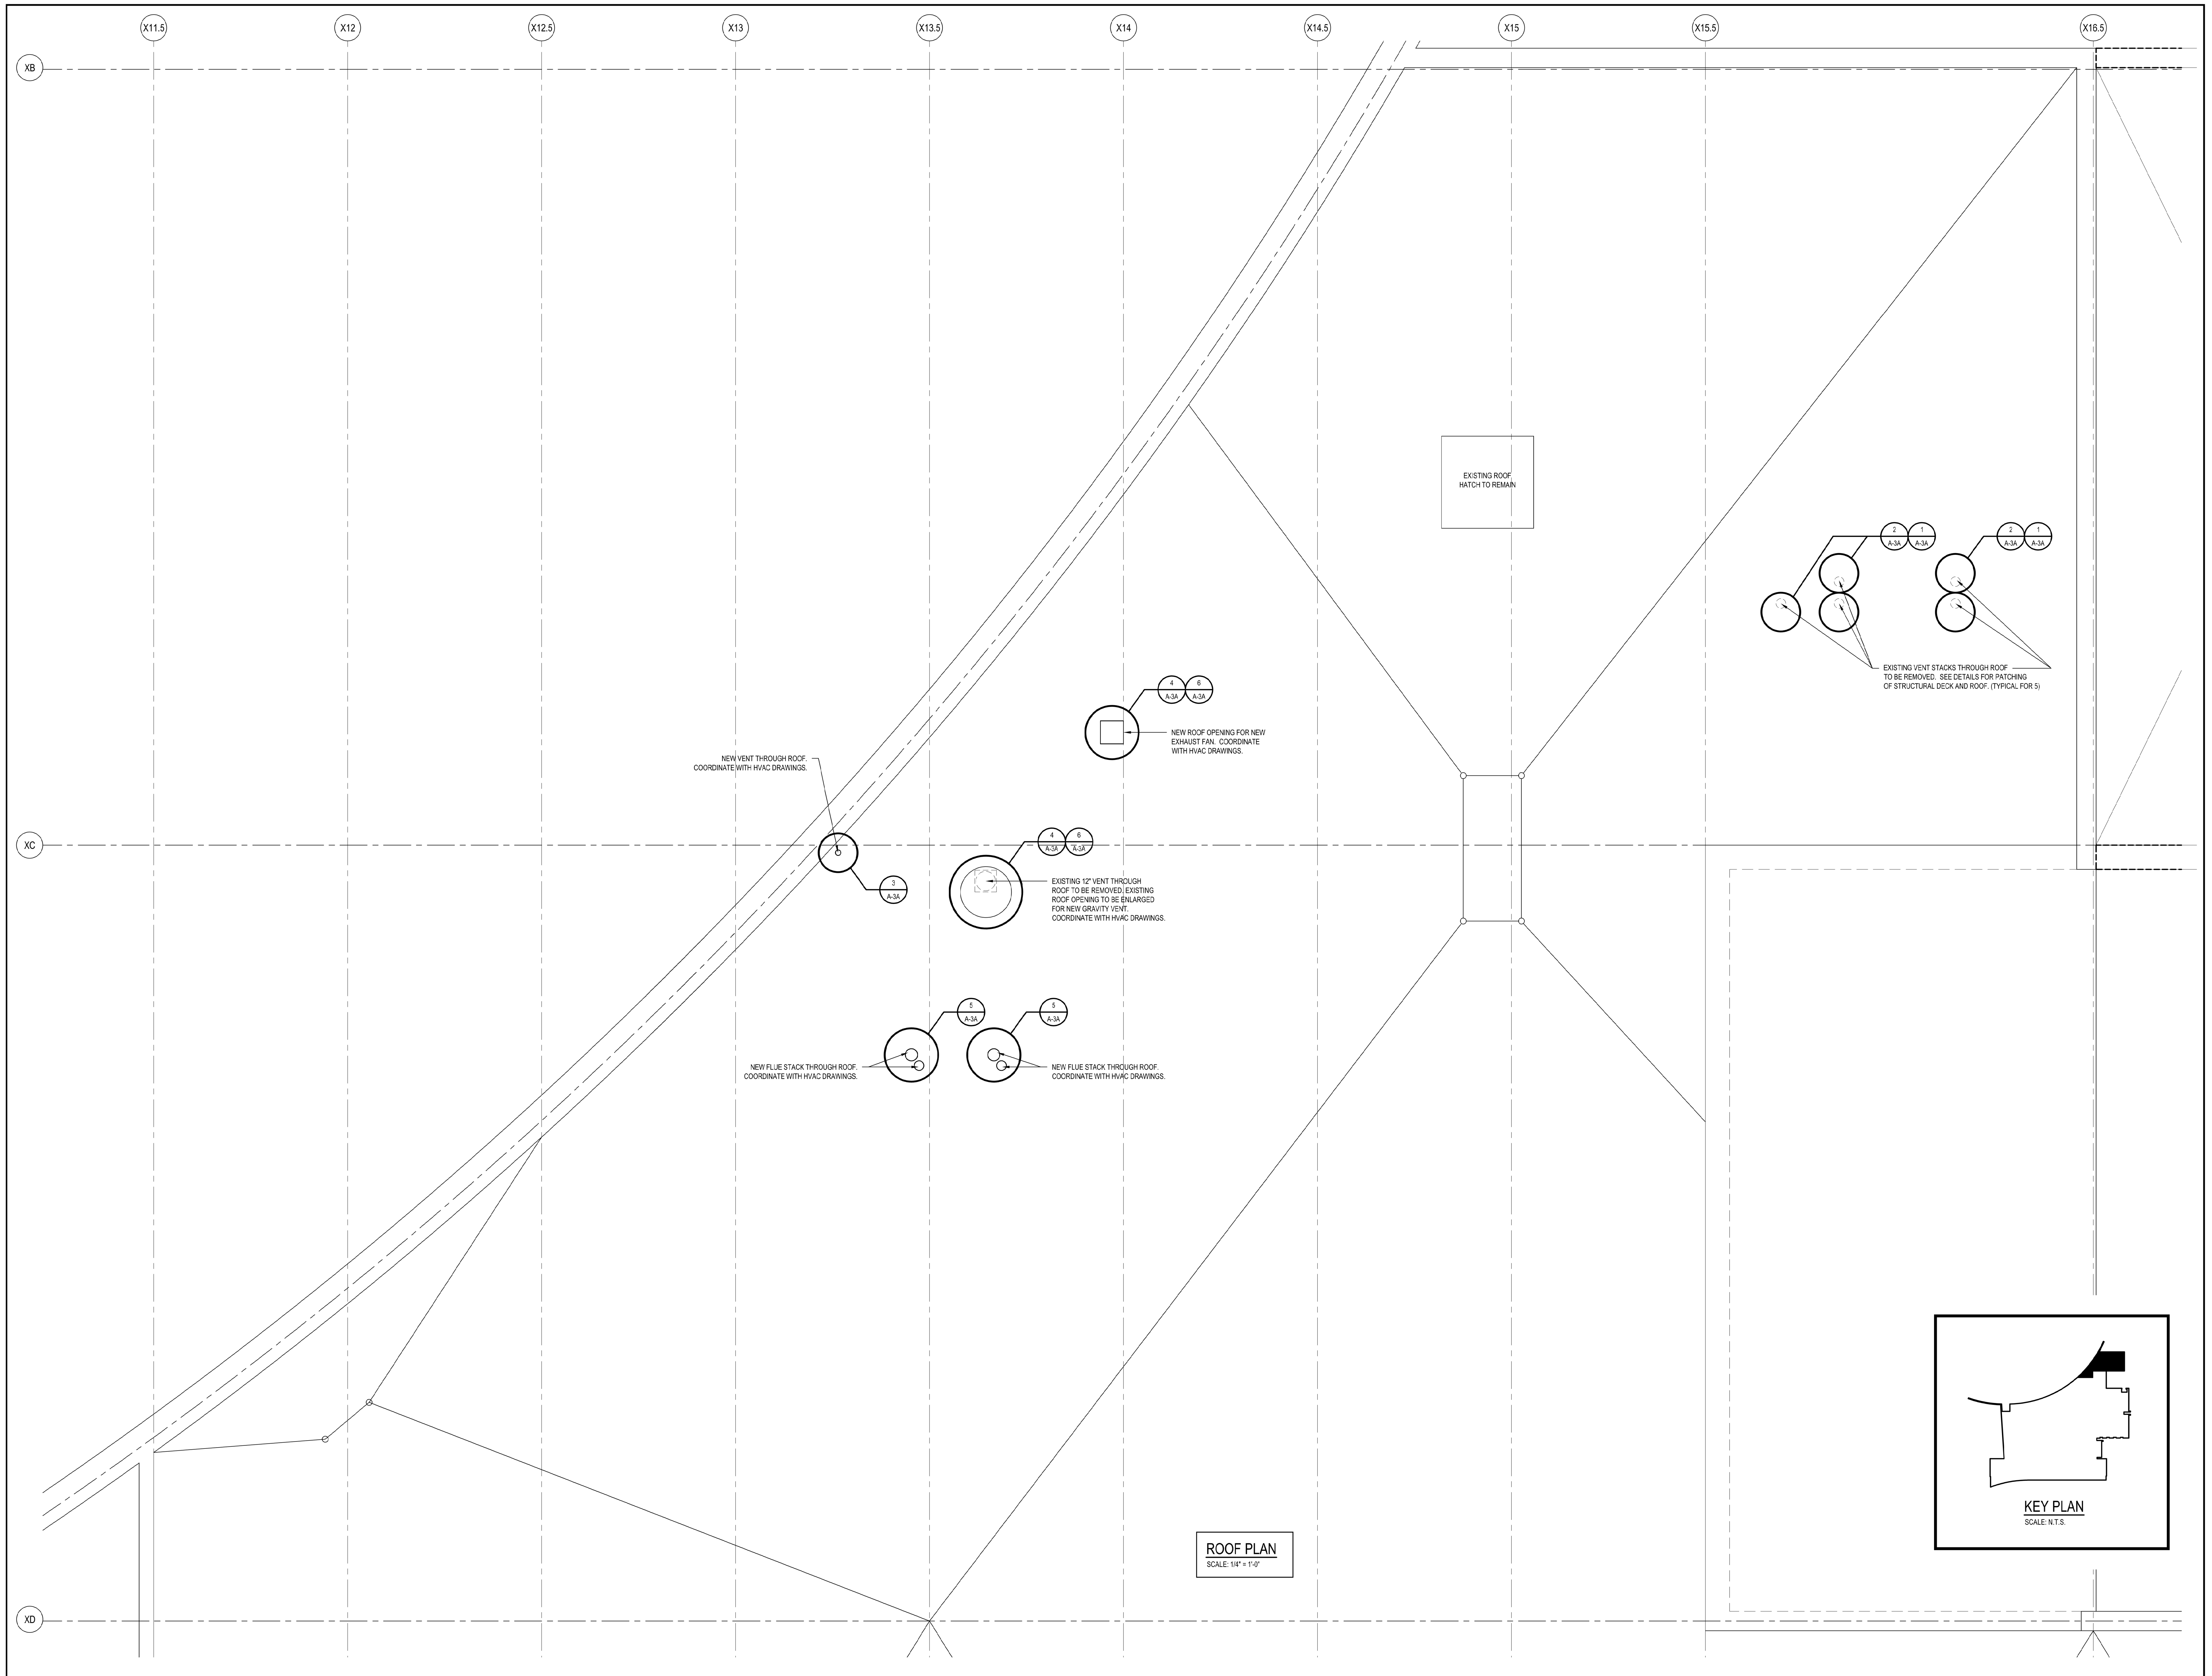 X11.5
X12
X12.5
X13
X13.5
X14
X14.5
X15
X15.5
X16.5
XB
EXISTING ROOF
HATCH TO REMAIN
2
A-3A
1
A-3A
2
A-3A
1
A-3A
EXISTING VENT STACKS THROUGH ROOF
TO BE REMOVED. SEE DETAILS FOR PATCHING
OF STRUCTURAL DECK AND ROOF. (TYPICAL FOR 5)
4
A-3A
6
A-3A
NEW ROOF OPENING FOR NEW
EXHAUST FAN. COORDINATE
WITH HVAC DRAWINGS.
NEW VENT THROUGH ROOF.
COORDINATE WITH HVAC DRAWINGS.
XC
4
A-3A
6
A-3A
3
A-3A
EXISTING 12" VENT THROUGH
ROOF TO BE REMOVED. EXISTING
ROOF OPENING TO BE ENLARGED
FOR NEW GRAVITY VENT.
COORDINATE WITH HVAC DRAWINGS.
5
A-3A
5
A-3A
NEW FLUE STACK THROUGH ROOF.
COORDINATE WITH HVAC DRAWINGS.
NEW FLUE STACK THROUGH ROOF.
COORDINATE WITH HVAC DRAWINGS.
KEY PLAN
SCALE: N.T.S.
ROOF PLAN
SCALE: 1/4" = 1'-0"
XD